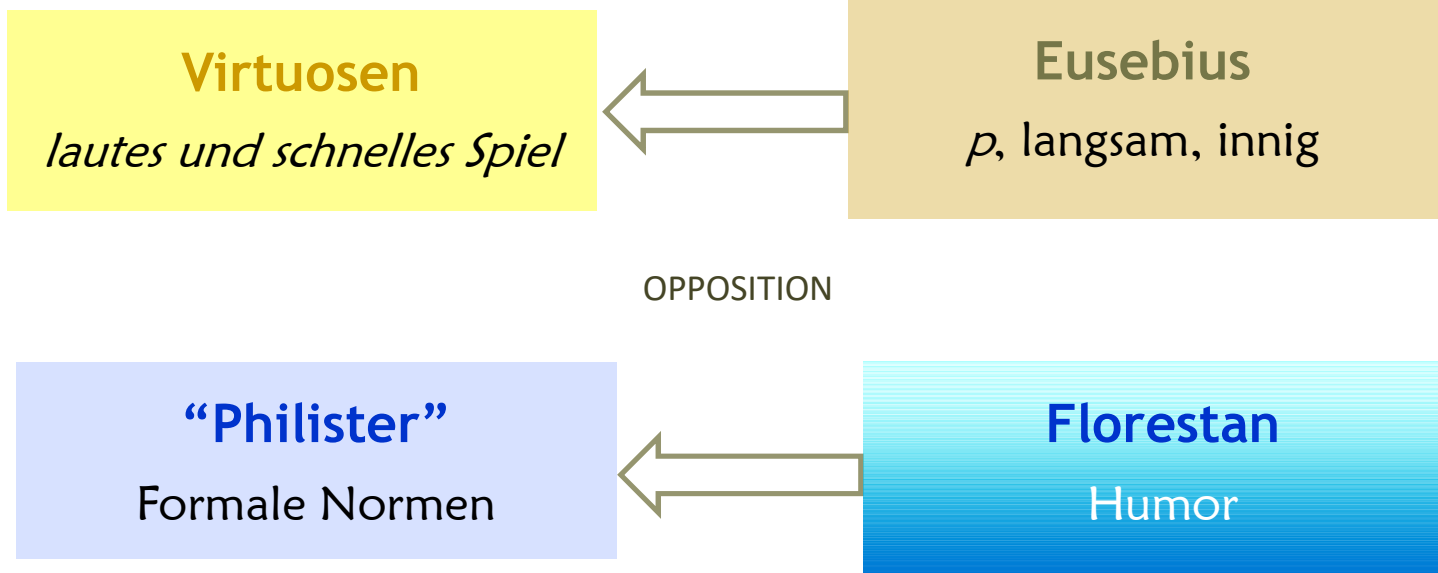 Virtuosen
lautes und schnelles Spiel
Eusebius
p, langsam, innig
OPPOSITION
“Philister”
Formale Normen
Florestan
Humor